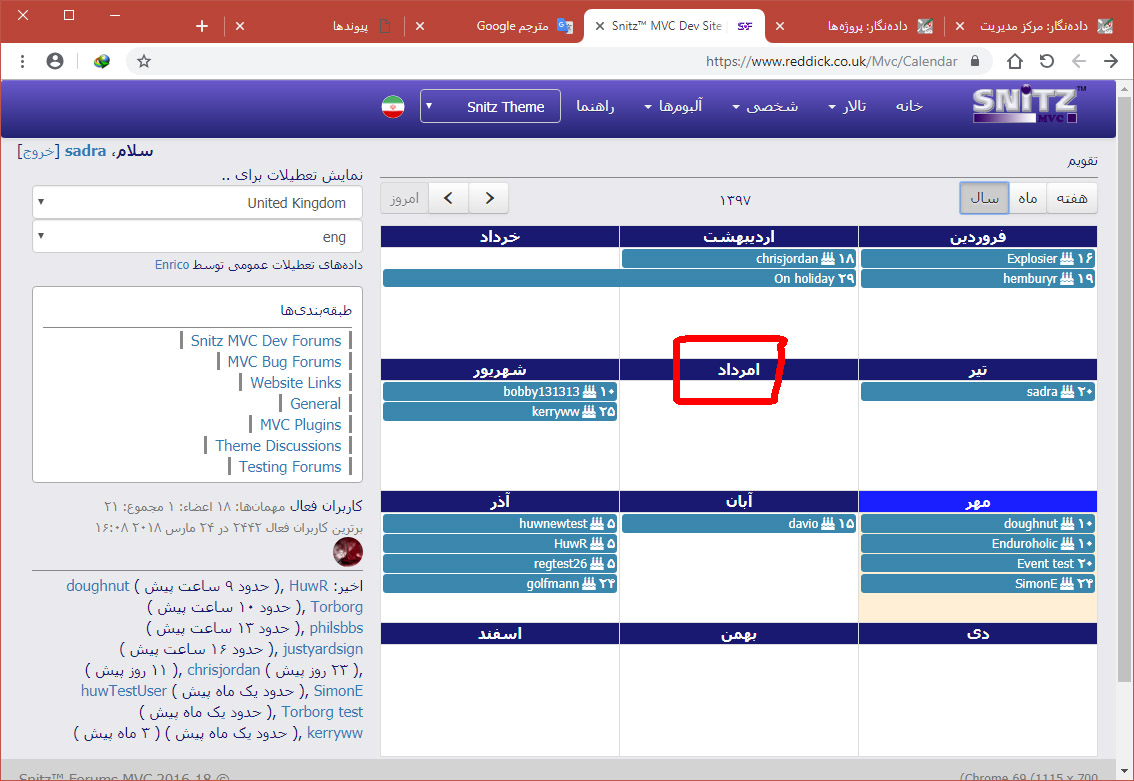 داده‌نگار: مرکز مدیریت
داده‌نگار: پروژه‌ها
Snitz™ MVC Dev Site
مترجم Google
پیوندها
https://www.reddick.co.uk/Mvc/Calendar
SNiTZ™ MVC
خانه
تالار
شخصی
آلبوم‌ها
راهنما
Snitz Theme
تقویم
هفته
ماه
سال
۱۳۹۷
امروز
فروردین
اردیبهشت
خرداد
۱۶ Explosier
۱۸ chrisjordan
۱۹ hemburyr
۲۹ On holiday
تیر
امرداد
شهریور
۲۰ sadra
۱۰ bobby131313
۲۵ kerryww
مهر
آبان
آذر
۱۰ doughnut
۱۵ davio
۵ huwnewtest
۱۰ Enduroholic
۵ HuwR
۲۰ Event test
۵ regtest26
۲۴ SimonE
۲۴ golfmann
دی
بهمن
اسفند
سلام، sadra [خروج]
نمایش تعطیلات برای ..
United Kingdom
eng
داده‌های تعطیلات عمومی توسط Enrico
طبقه‌بندی‌ها
Snitz MVC Dev Forums
MVC Bug Forums
Website Links
General
MVC Plugins
Theme Discussions
Testing Forums
کاربران فعال مهمان‌ها: ۱۸ اعضاء: ۱ مجموع: ۲۱
برترین کاربران فعال ۲۴۴۲ در ۲۴ مارس ۲۰۱۸ ۱۶:۰۸
اخیر: HuwR ,( حدود ۹ ساعت پیش ) doughnut
,( حدود ۱۰ ساعت پیش ) Torborg
,( حدود ۱۳ ساعت پیش ) philsbbs
,( حدود ۱۶ ساعت پیش ) justyardsign
,( ۲۳ روز پیش ) chrisjordan ,( ۱۱ روز پیش )
SimonE ,( حدود یک ماه پیش ) huwTestUser
,( حدود یک ماه پیش ) Torborg test
kerryww ,( حدود یک ماه پیش ) ( ۳ ماه پیش )
Snitz™ Forums MVC 2016-18 ©
(Chrome 69 (1115 x 700